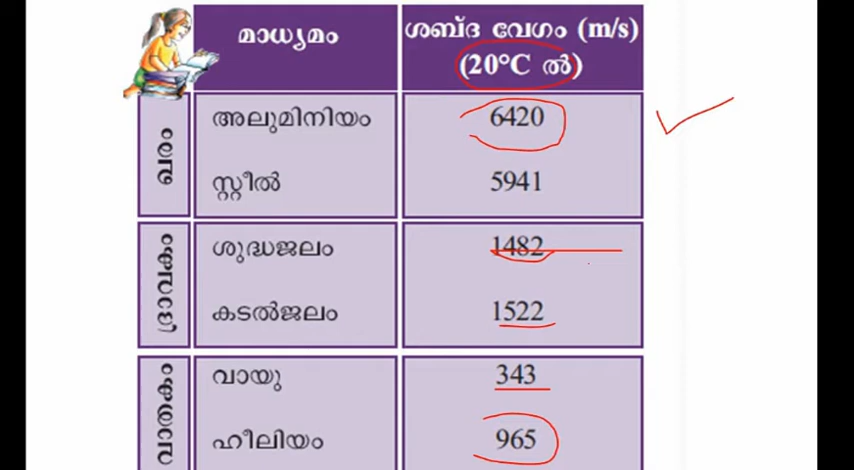 മാധ്യമം ശബ്ദ വേഗം (m/s)
(20°C ൽ)
ഖരം
അലുമിനിയം 6420
സ്റ്റീൽ 5941
ദ്രാവകം
ശുദ്ധജലം 1482
കടൽജലം 1522
വാതകം
വായു 343
ഹീലിയം 965